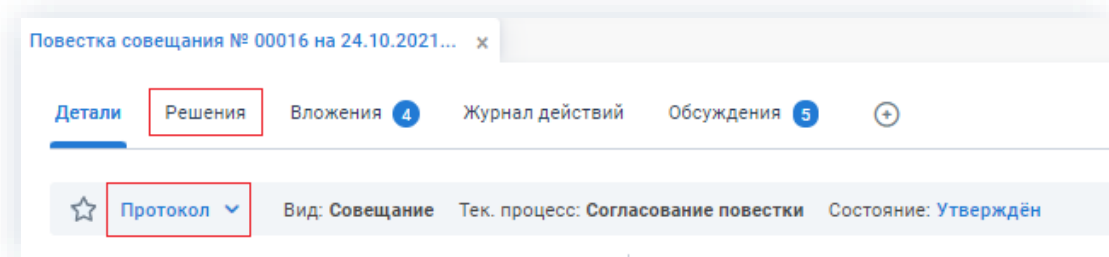 Повестка совещания № 00016 на 24.10.2021... x
Детали Решения Вложения 4 Журнал действий Обсуждения 5
Протокол Вид: Совещание Тек. процесс: Согласование повестки Состояние: Утверждён